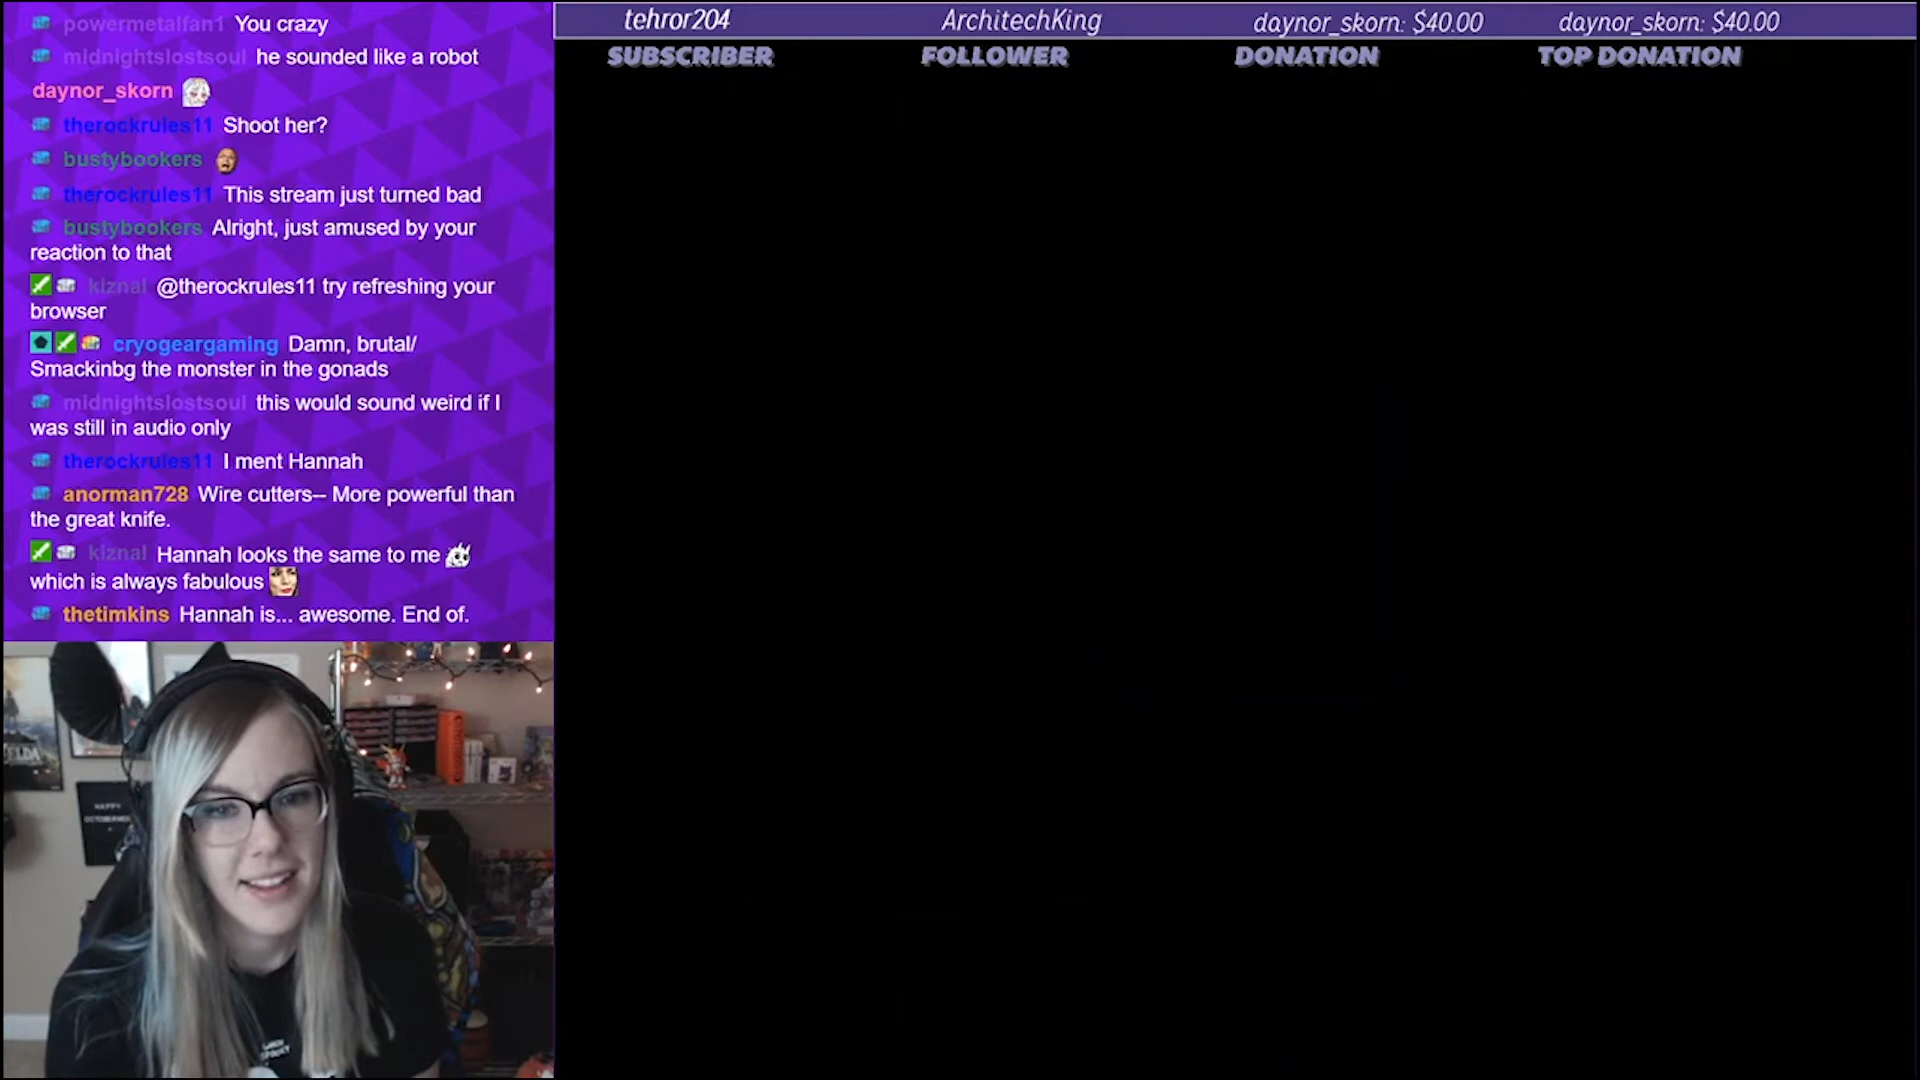 powermetalfan1 You crazy
midnightslostsoul he sounded like a robot
daynor_skorn
therockrules11 Shoot her?
bustybookers
therockrules11 This stream just turned bad
bustybookers Alright, just amused by your
reaction to that
kiznal @therockrules11 try refreshing your
browser
cryogeargaming Damn, brutal/
Smackinbg the monster in the gonads
midnightslostsoul this would sound weird if I
was still in audio only
therockrules11 I ment Hannah
anorman728 Wire cutters-- More powerful than
the great knife.
kiznal Hannah looks the same to me
which is always fabulous
thetimkins Hannah is... awesome. End of.
tehror204 ArchitechKing daynor_skorn: $40.00 daynor_skorn: $40.00
SUBSCRIBER FOLLOWER DONATION TOP DONATION
HAPPY